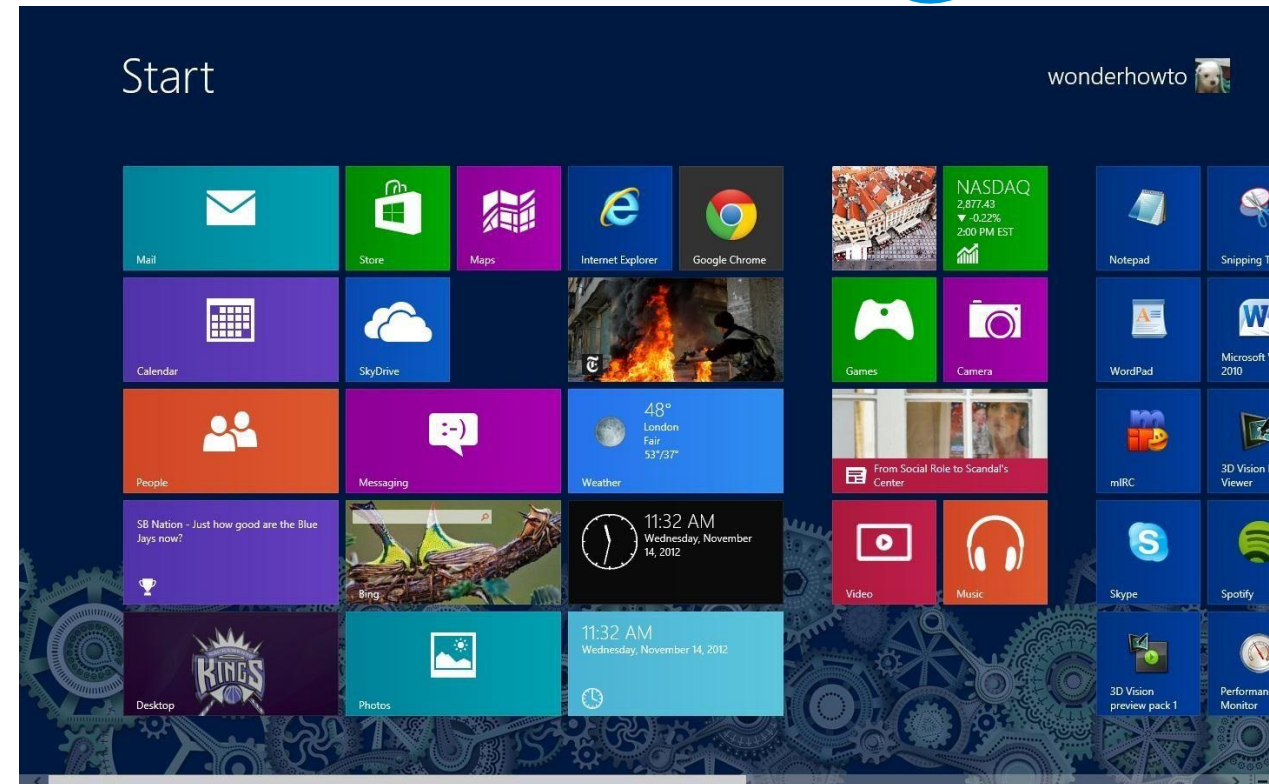 Start
wonderhowto
Mail
Store
Maps
Internet Explorer
Google Chrome
NASDAQ
2,877.43
▼ -0.22%
2:00 PM EST
Notepad
Snipping
Calendar
SkyDrive
Games
Camera
WordPad
Microsoft
2010
People
Messaging
48°
London
Fair
53°/37°
Weather
From Social Role to Scandal's
Center
mIRC
3D Vision
Viewer
SB Nation - Just how good are the Blue
Jays now?
Bing
11:32 AM
Wednesday, November
14, 2012
Video
Music
Skype
Spotify
KINGS
Desktop
Photos
11:32 AM
Wednesday, November 14, 2012
3D Vision
preview pack 1
Monitor